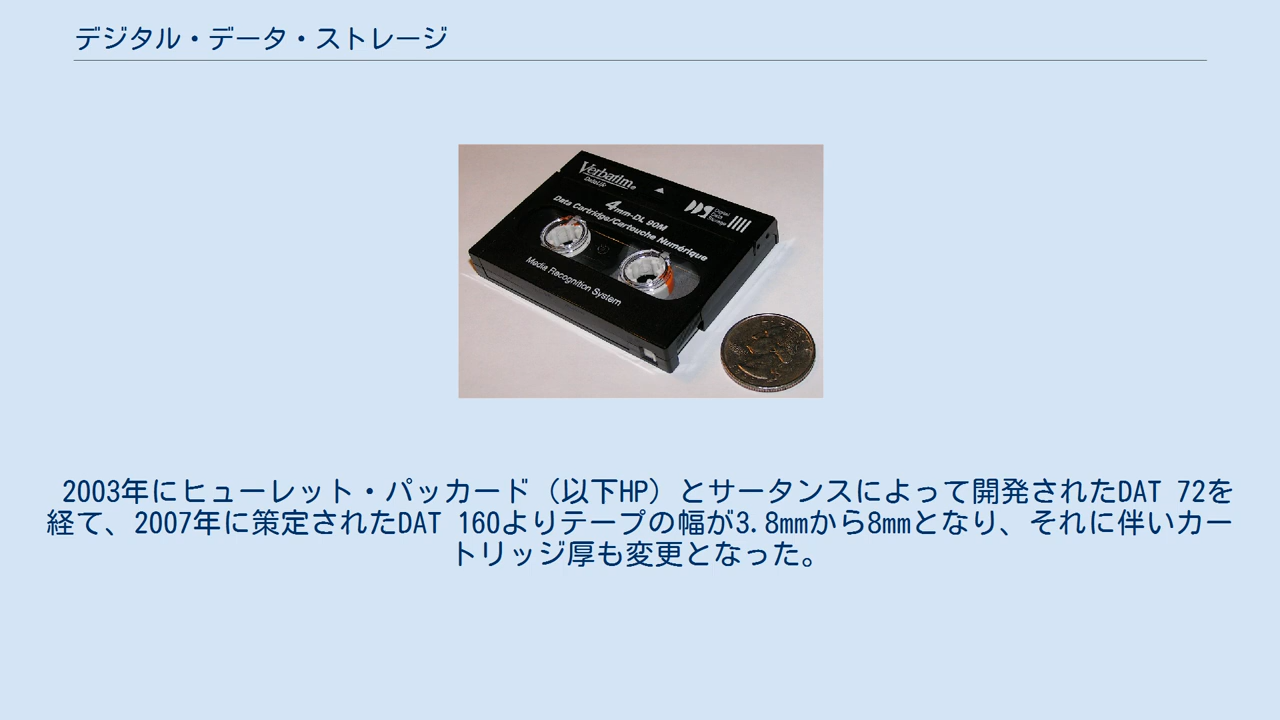 デジタル・データ・ストレージ
Verbatim
DataLife
4mm-DL 90M
Data Cartridge/Cartouche Numérique
DDS
Digital
Data
Storage
Media Recognition System
2003年にヒューレット・パッカード（以下HP）とサータンスによって開発されたDAT 72を
経て、2007年に策定されたDAT 160よりテープの幅が3.8mmから8mmとなり、それに伴いカー
トリッジ厚も変更となった。